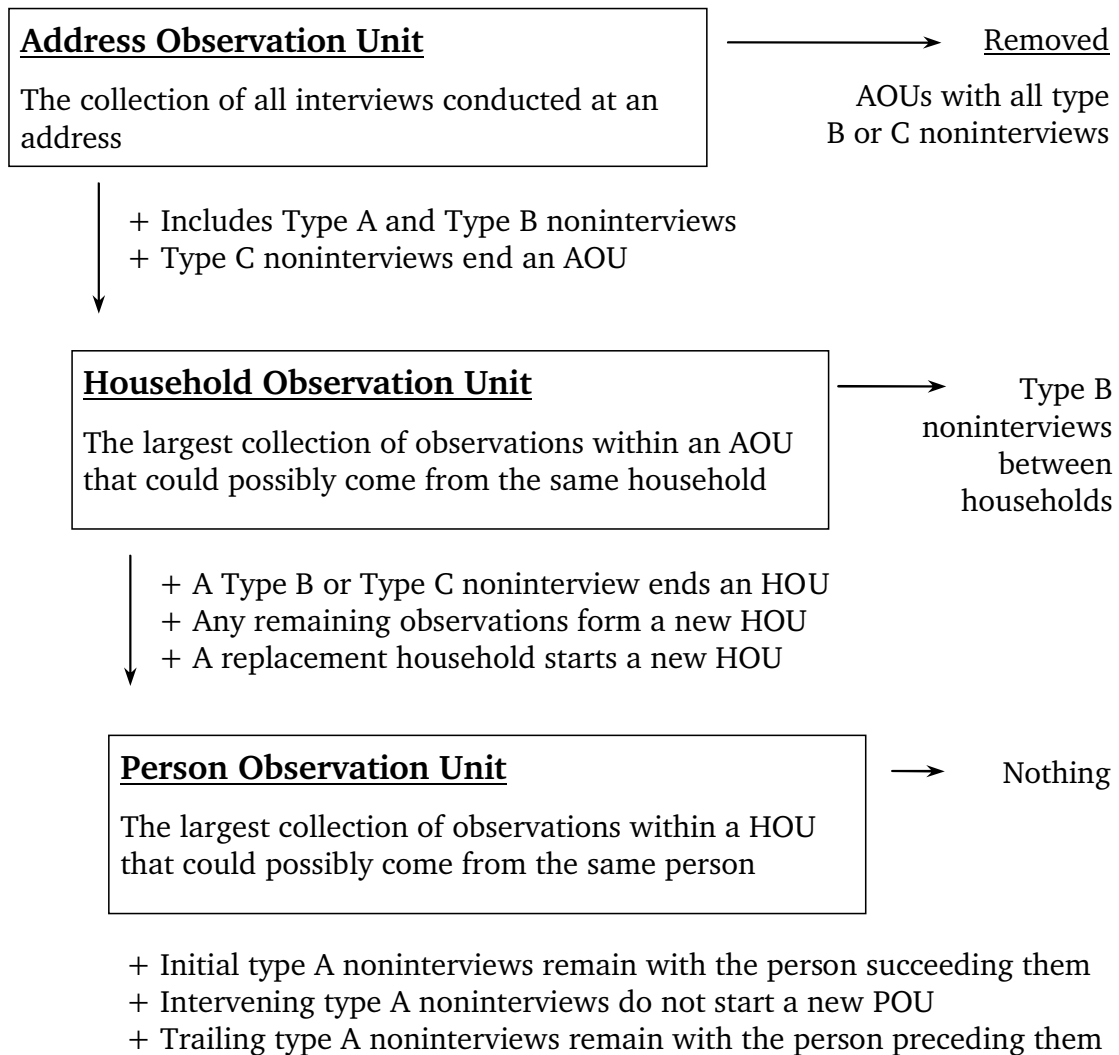 Address Observation Unit
The collection of all interviews conducted at an
address
Removed
AOUs with all type
B or C noninterviews
+ Includes Type A and Type B noninterviews
+ Type C noninterviews end an AOU
Household Observation Unit
The largest collection of observations within an AOU
that could possibly come from the same household
Type B
noninterviews
between
households
+ A Type B or Type C noninterview ends an HOU
+ Any remaining observations form a new HOU
+ A replacement household starts a new HOU
Person Observation Unit
The largest collection of observations within a HOU
that could possibly come from the same person
Nothing
+ Initial type A noninterviews remain with the person succeeding them
+ Intervening type A noninterviews do not start a new POU
+ Trailing type A noninterviews remain with the person preceding them